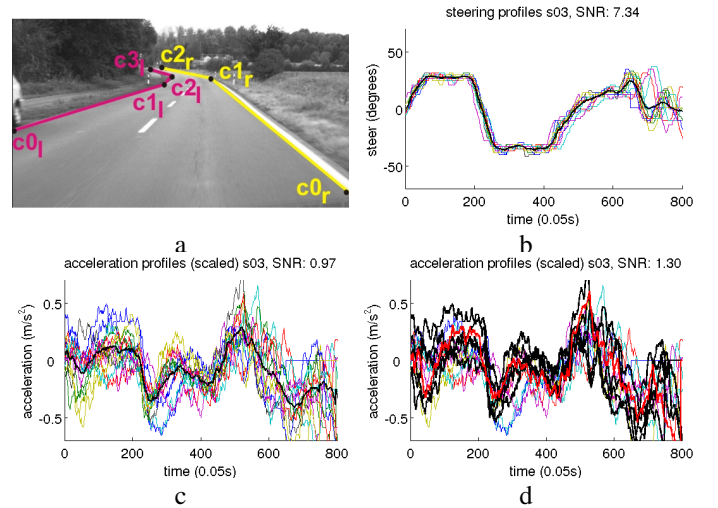 steering profiles s03, SNR: 7.34
c3l
c2r
c1r
c2l
c1l
c0l
c0r
50
0
-50
steer (degrees)
0 200 400 600 800
time (0.05s)
a
b
acceleration profiles (scaled) s03, SNR: 0.97
0.5
0
-0.5
acceleration (m/s²)
0 200 400 600 800
time (0.05s)
c
acceleration profiles (scaled) s03, SNR: 1.30
0.5
0
-0.5
acceleration (m/s²)
0 200 400 600 800
time (0.05s)
d